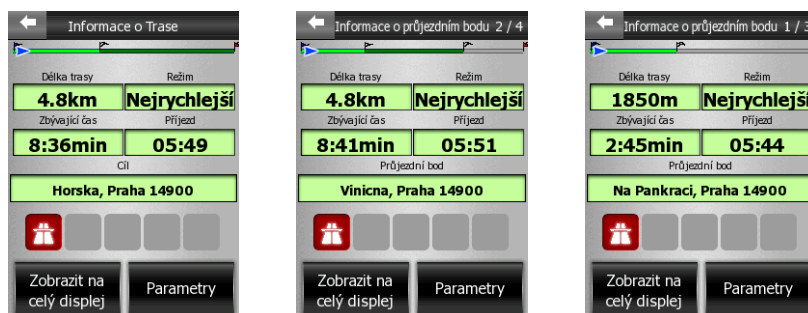 Informace o Trase
Délka trasy Režim
4.8km Nejrychlejší
Zbývající čas Příjezd
8:36min 05:49
Cíl
Horska, Praha 14900
Zobrazit na
celý displej
Parametry
Informace o průjezdním bodu 2 / 4
Délka trasy Režim
4.8km Nejrychlejší
Zbývající čas Příjezd
8:41min 05:51
Průjezdní bod
Vinicna, Praha 14900
Zobrazit na
celý displej
Parametry
Informace o průjezdním bodu 1 / 3
Délka trasy Režim
1850m Nejrychlejší
Zbývající čas Příjezd
2:45min 05:44
Průjezdní bod
Na Pankraci, Praha 14900
Zobrazit na
celý displej
Parametry